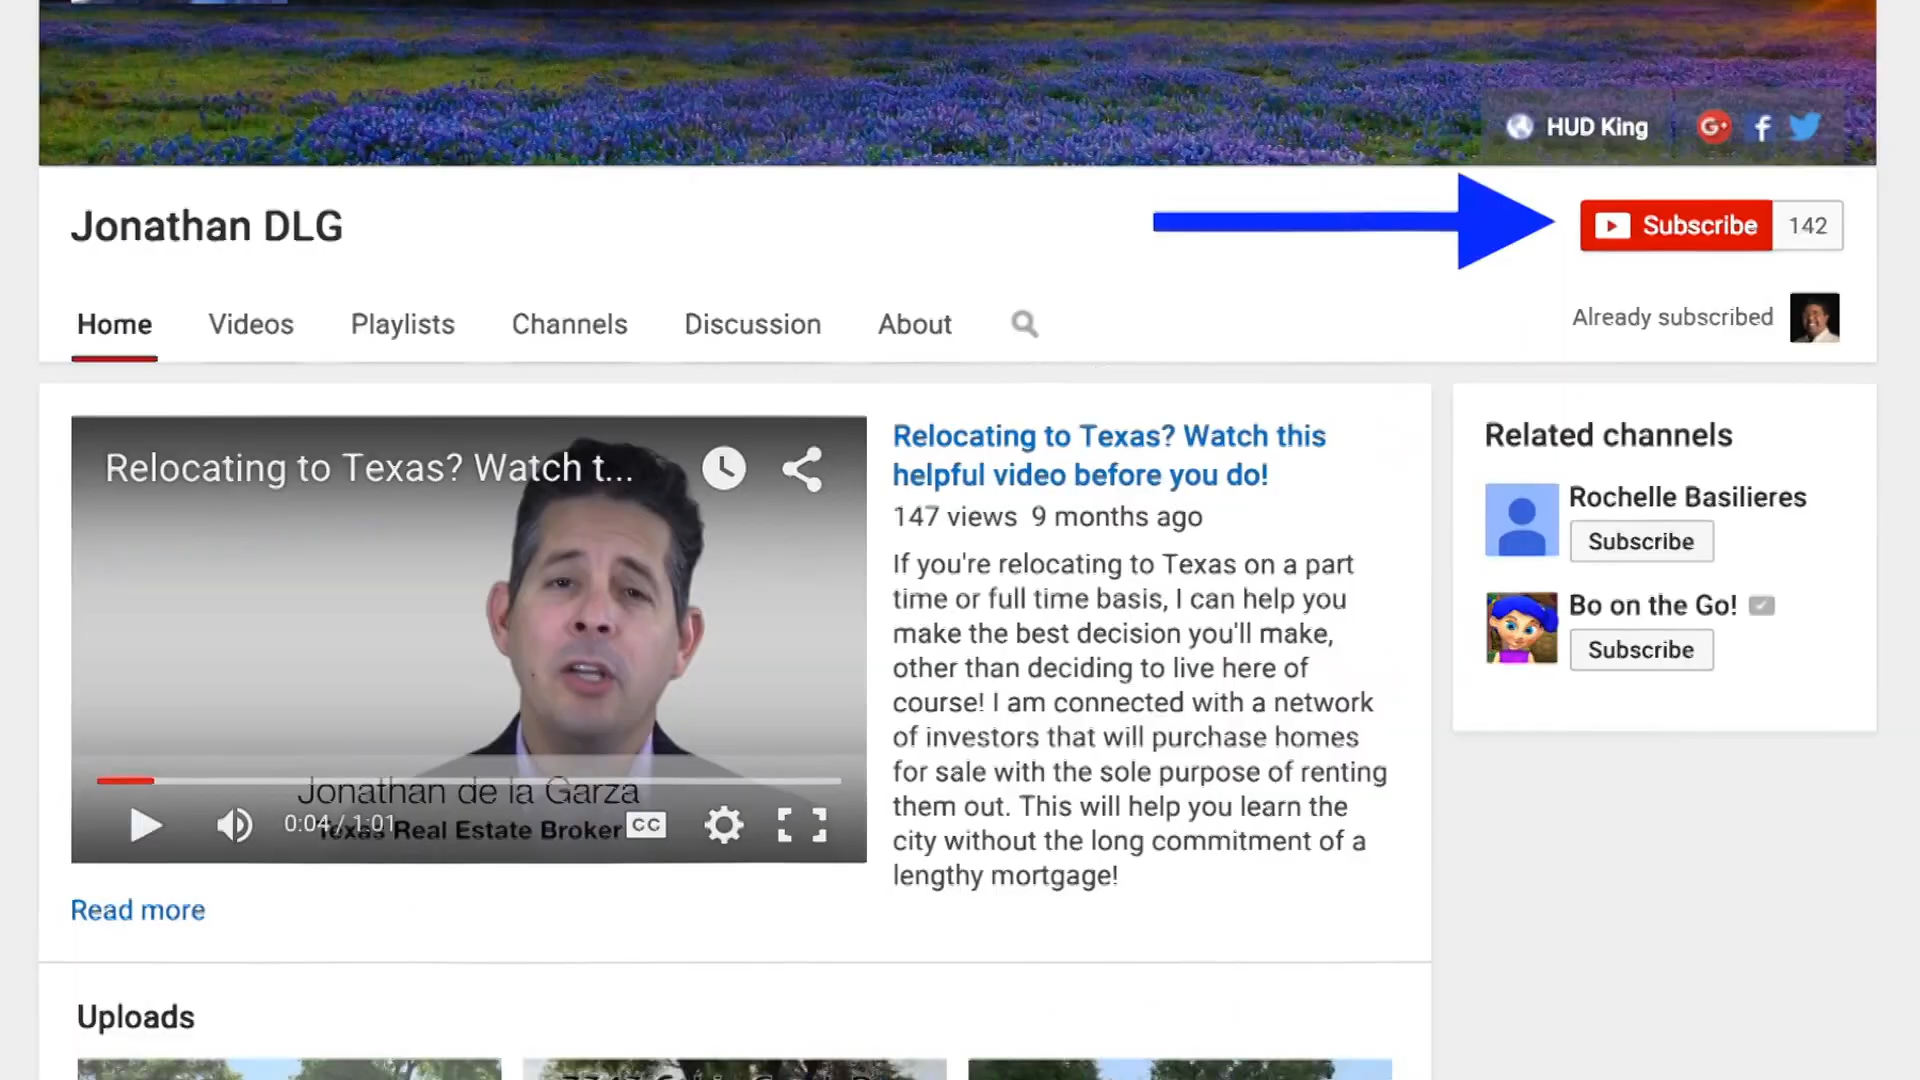 HUD King
G+
Jonathan DLG
Subscribe 142
Home Videos Playlists Channels Discussion About
Already subscribed
Relocating to Texas? Watch t...
Jonathan de la Garza
0:04 / 1:01
Texas Real Estate Broker
CC
Read more
Relocating to Texas? Watch this
helpful video before you do!
147 views 9 months ago
If you're relocating to Texas on a part
time or full time basis, I can help you
make the best decision you'll make,
other than deciding to live here of
course! I am connected with a network
of investors that will purchase homes
for sale with the sole purpose of renting
them out. This will help you learn the
city without the long commitment of a
lengthy mortgage!
Related channels
Rochelle Basilieres
Subscribe
Bo on the Go!
Subscribe
Uploads